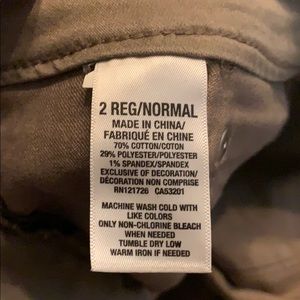 2 REG/NORMAL
MADE IN CHINA/
FABRIQUÉ EN CHINE
70% COTTON/COTON
29% POLYESTER/POLYESTER
1% SPANDEX/SPANDEX
EXCLUSIVE OF DECORATION/
DÉCORATION NON COMPRISE
RN121726 CA53201
MACHINE WASH COLD WITH
LIKE COLORS
ONLY NON-CHLORINE BLEACH
WHEN NEEDED
TUMBLE DRY LOW
WARM IRON IF NEEDED